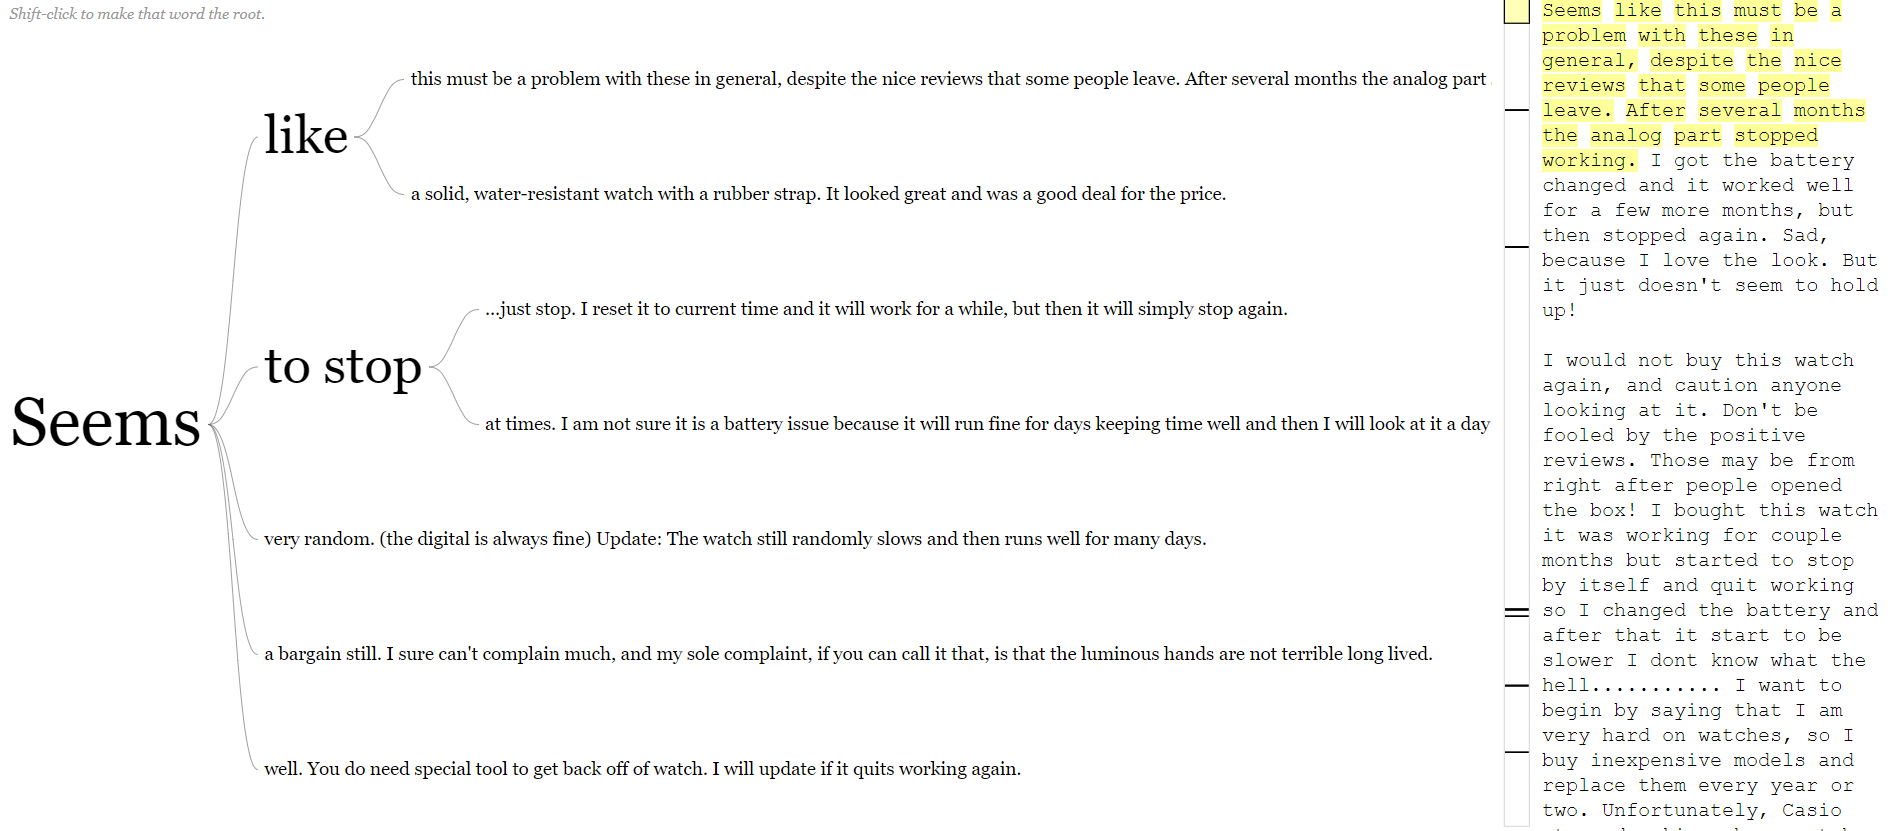 Shift-click to make that word the root.
Seems
like
this must be a problem with these in general, despite the nice reviews that some people leave. After several months the analog part
a solid, water-resistant watch with a rubber strap. It looked great and was a good deal for the price.
to stop
...just stop. I reset it to current time and it will work for a while, but then it will simply stop again.
at times. I am not sure it is a battery issue because it will run fine for days keeping time well and then I will look at it a day
very random. (the digital is always fine) Update: The watch still randomly slows and then runs well for many days.
a bargain still. I sure can't complain much, and my sole complaint, if you can call it that, is that the luminous hands are not terrible long lived.
well. You do need special tool to get back off of watch. I will update if it quits working again.
Seems like this must be a
problem with these in
general, despite the nice
reviews that some people
leave. After several months
the analog part stopped
working. I got the battery
changed and it worked well
for a few more months, but
then stopped again. Sad,
because I love the look. But
it just doesn't seem to hold
up!
I would not buy this watch
again, and caution anyone
looking at it. Don't be
fooled by the positive
reviews. Those may be from
right after people opened
the box! I bought this watch
it was working for couple
months but started to stop
by itself and quit working
so I changed the battery and
after that it start to be
slower I dont know what the
hell........... I want to
begin by saying that I am
very hard on watches, so I
buy inexpensive models and
replace them every year or
two. Unfortunately, Casio